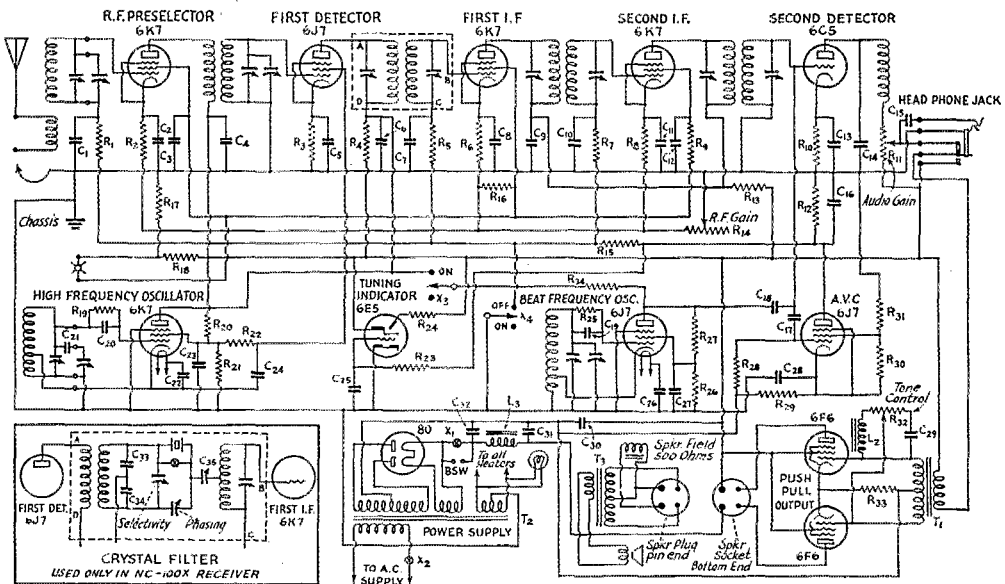 R.F. PRESELECTOR
6K7
FIRST DETECTOR
6J7
FIRST I.F
6K7
SECOND I.F.
6K7
SECOND DETECTOR
6C5
HEAD PHONE JACK
A
B
D
C
C1
R1
R2
C2
C3
C4
R3
C5
R4
C6
C7
R5
R6
C8
C9
C10
R7
R8
C11
C12
R9
R10
C13
C14
C15
R11
Audio Gain
Chassis
R17
R16
R13
R12
C16
R.F. Gain
R14
R15
R18
HIGH FREQUENCY OSCILLATOR
6K7
R19
C21
C20
C22
C23
R20
R21
R22
C24
TUNING
INDICATOR
6E5
ON
X3
R24
R23
C25
R34
OFF
X4
ON
BEAT FREQUENCY OSC.
6J7
R25
C19
C26
C27
R27
R26
C18
C17
A.V.C
6J7
R31
R30
R28
C28
R29
C32
L3
C31
C30
80
X1
BSW
To all
Heaters
T2
POWER SUPPLY
X2
TO A.C.
SUPPLY
Spkr. Field
500 Ohms
T3
Spkr Plug
pin end
Spkr
Socket
Bottom End
6F6
PUSH
PULL
OUTPUT
6F6
Tone
Control
R32
L2
C29
R33
T1
A
D
FIRST DET.
6J7
C33
C34
C35
Selectivity
Phasing
B
C
FIRST I.F.
6K7
CRYSTAL FILTER
USED ONLY IN NC-100X RECEIVER